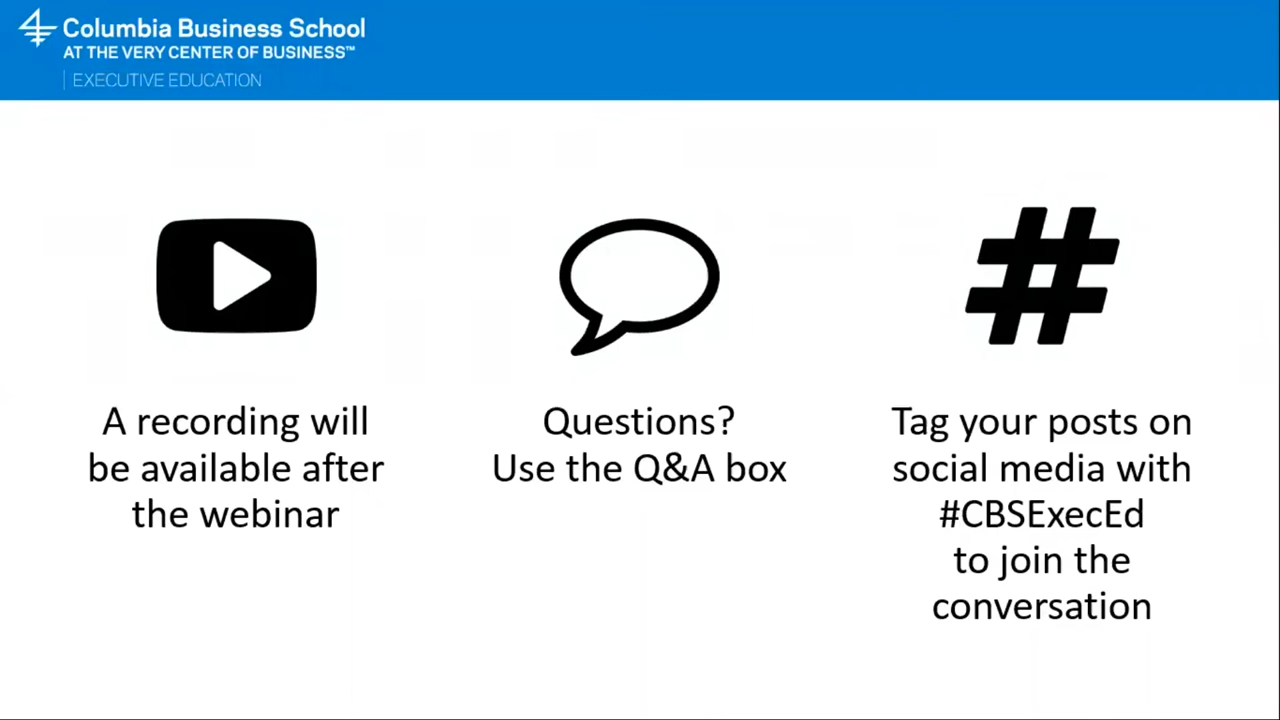 Columbia Business School
AT THE VERY CENTER OF BUSINESS™
EXECUTIVE EDUCATION
A recording will
be available after
the webinar
Questions?
Use the Q&A box
Tag your posts on
social media with
#CBSExecEd
to join the
conversation